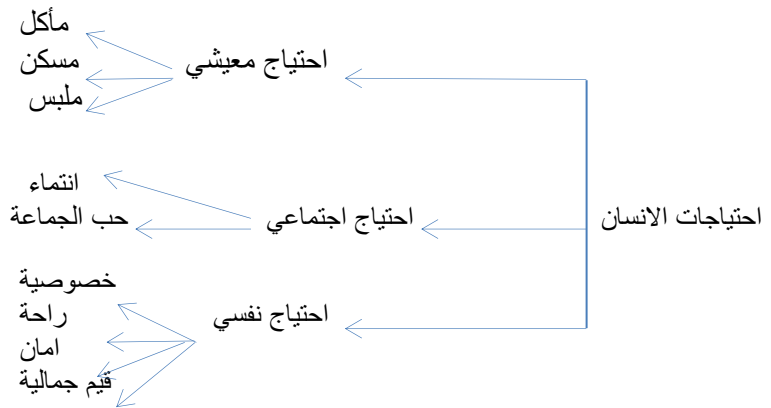 احتياجات الانسان
احتياج معيشي
مأكل
مسكن
ملبس
احتياج اجتماعي
انتماء
حب الجماعة
احتياج نفسي
خصوصية
راحة
امان
قيم جمالية